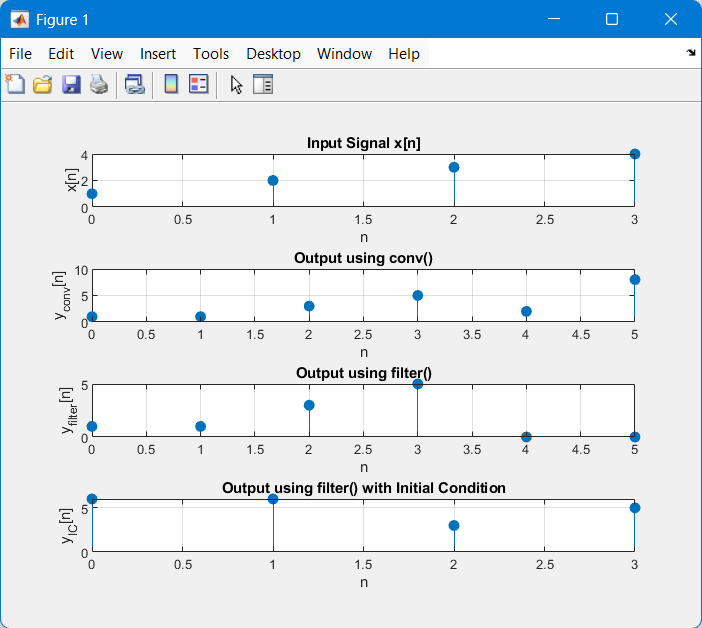 Figure 1
File Edit View Insert Tools Desktop Window Help
Input Signal x[n]
4
2
0
x[n]
0 0.5 1 1.5 2 2.5 3
n
Output using conv()
10
5
0
y_conv[n]
0 0.5 1 1.5 2 2.5 3 3.5 4 4.5 5
n
Output using filter()
5
0
y_filter[n]
0 0.5 1 1.5 2 2.5 3 3.5 4 4.5 5
n
Output using filter() with Initial Condition
5
0
y_IC[n]
0 0.5 1 1.5 2 2.5 3
n